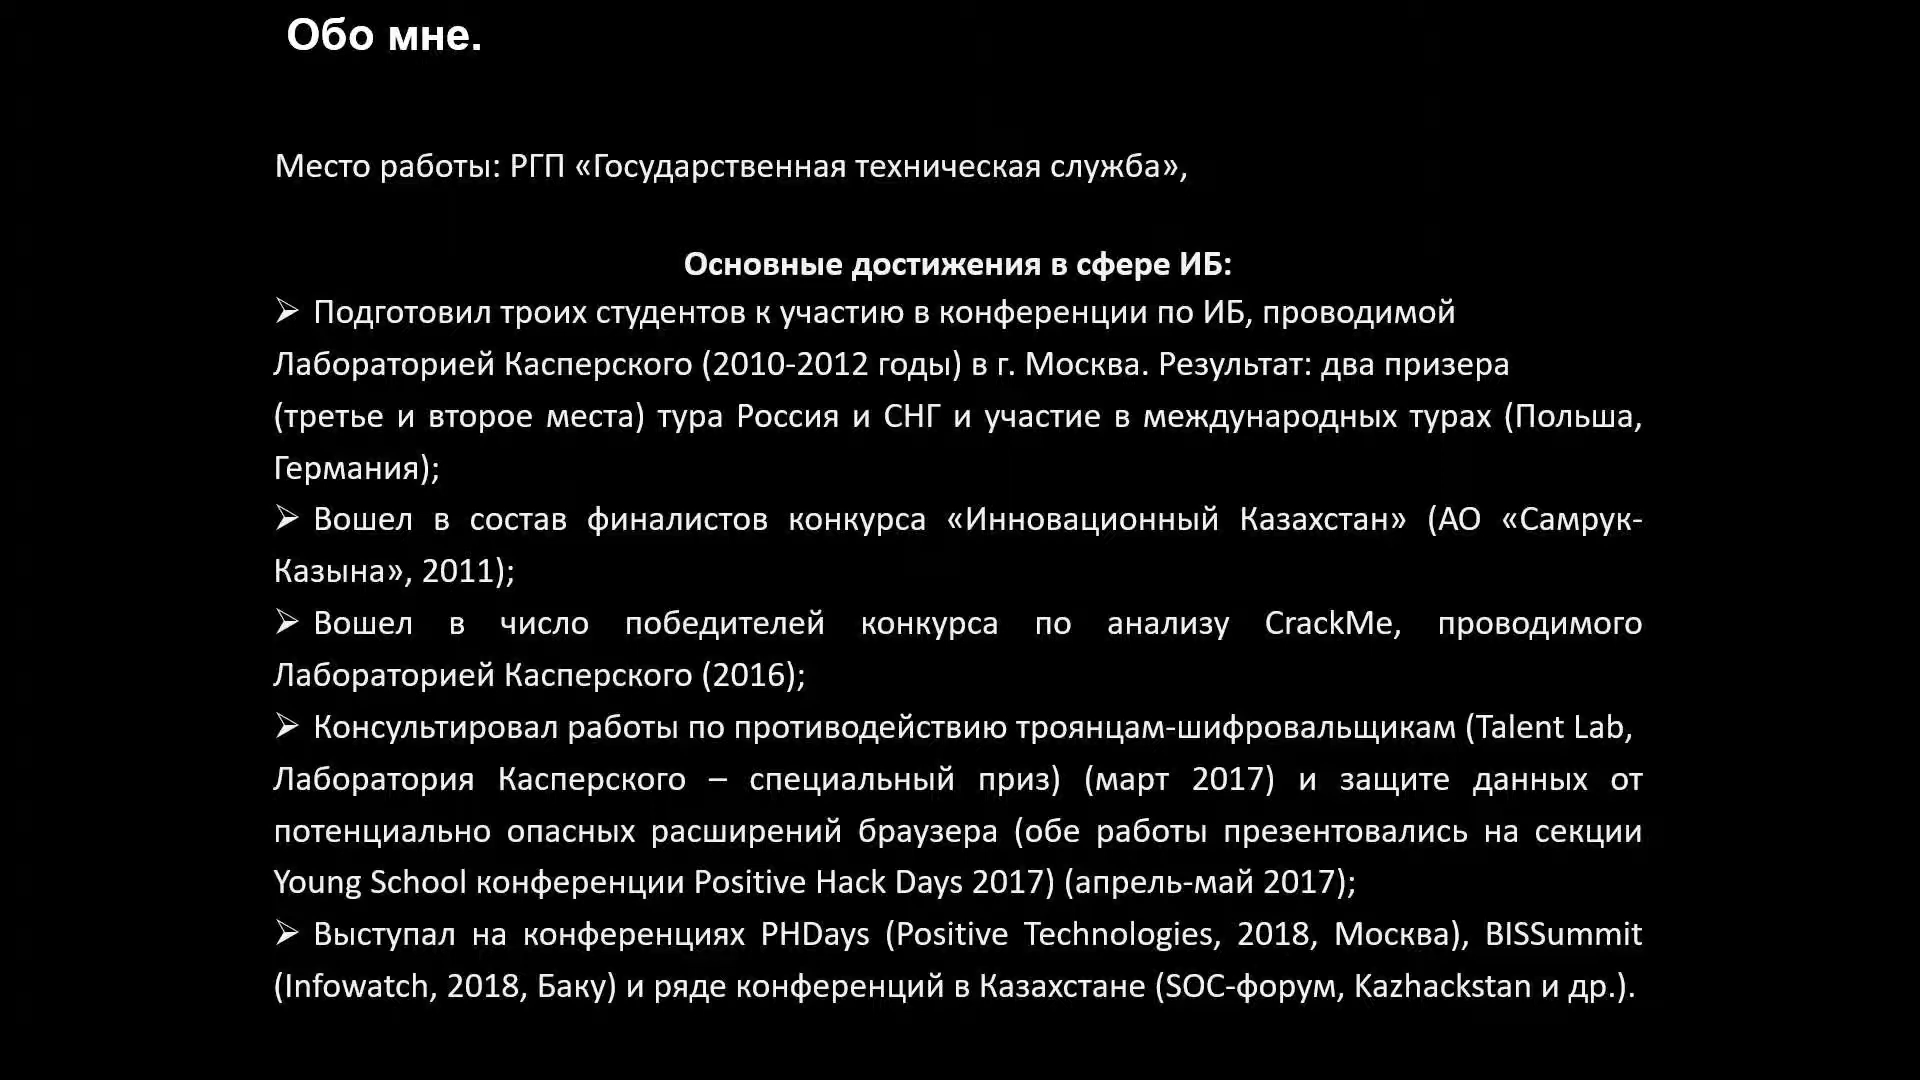 Обо мне.
Место работы: РГП «Государственная техническая служба»,
Основные достижения в сфере ИБ:
➢ Подготовил троих студентов к участию в конференции по ИБ, проводимой
Лабораторией Касперского (2010-2012 годы) в г. Москва. Результат: два призера
(третье и второе места) тура Россия и СНГ и участие в международных турах (Польша,
Германия);
➢ Вошел в состав финалистов конкурса «Инновационный Казахстан» (АО «Самрук-
Казына», 2011);
➢ Вошел в число победителей конкурса по анализу CrackMe, проводимого
Лабораторией Касперского (2016);
➢ Консультировал работы по противодействию троянцам-шифровальщикам (Talent Lab,
Лаборатория Касперского – специальный приз) (март 2017) и защите данных от
потенциально опасных расширений браузера (обе работы презентовались на секции
Young School конференции Positive Hack Days 2017) (апрель-май 2017);
➢ Выступал на конференциях PHDays (Positive Technologies, 2018, Москва), BISSummit
(Infowatch, 2018, Баку) и ряде конференций в Казахстане (SOC-форум, Kazhackstan и др.).